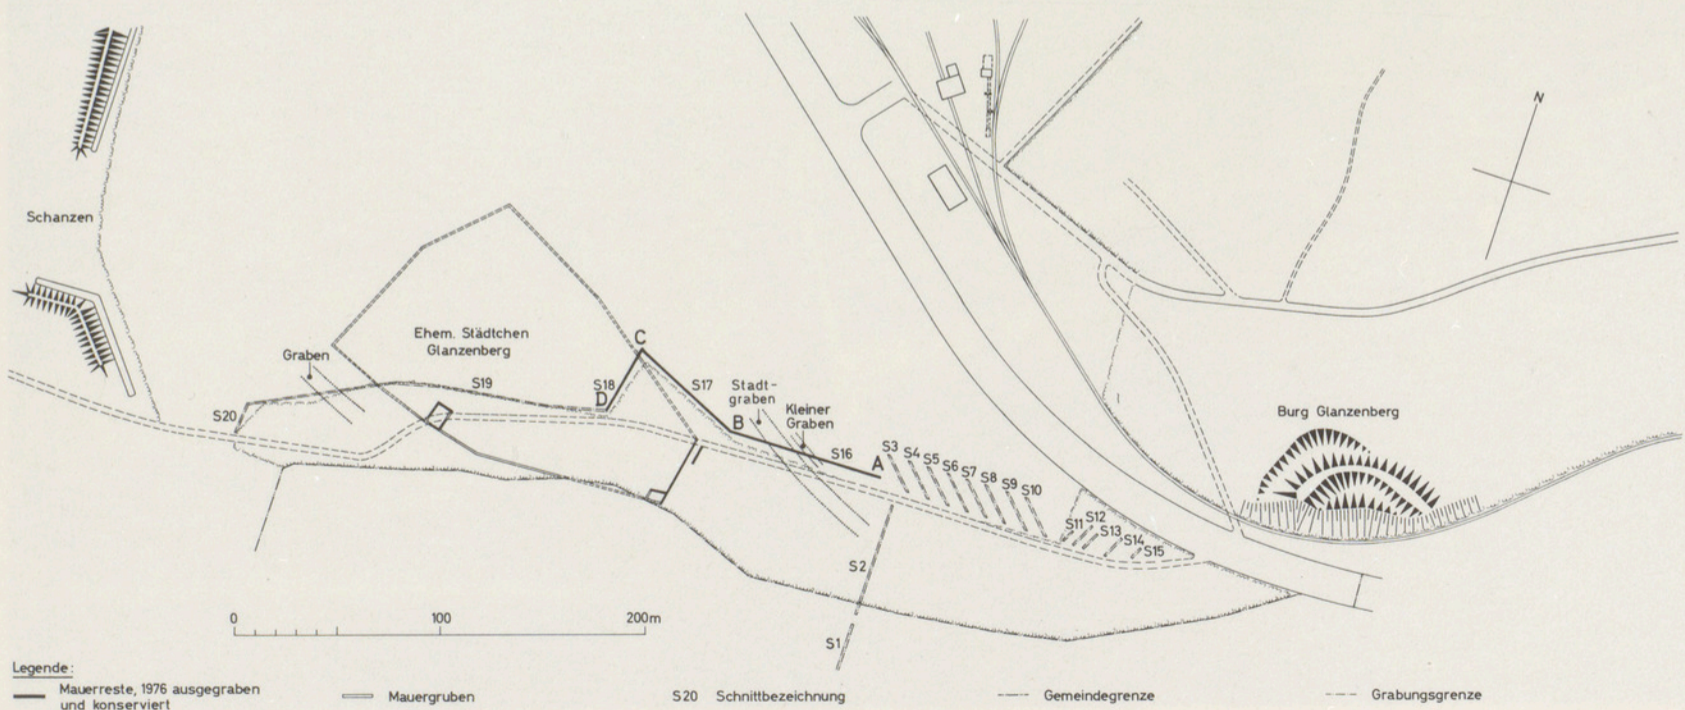 N
Schanzen
Ehem. Städtchen
Glanzenberg
C
Graben
S19
S18
D
S17
Stadt-
graben
B
Kleiner
Graben
Burg Glanzenberg
S20
S16
A
S3
S4
S5
S6
S7
S8
S9
S10
S11
S12
S13
S14
S15
S2
S1
0
100
200m
Legende:
Mauerreste, 1976 ausgegraben
und konserviert
Mauergruben
S20 Schnittbezeichnung
Gemeindegrenze
Grabungsgrenze